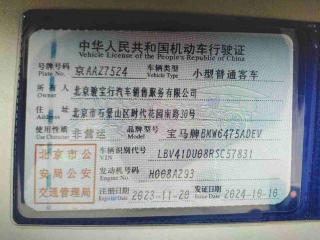 中华人民共和国机动车行驶证
Vehicle License of the People's Republic of China
号牌号码 京AAZ7524 车辆类型 小型普通客车
Plate No. Vehicle Type
所有人 北京骏宝行汽车销售服务有限公司
Owner
住址 北京市石景山区时代花园南路30号
Address
使用性质 非营运 品牌型号 宝马牌BMW6475ADEV
Use Character Model
北京市公 车辆识别代号 LBV41DU08RSC57831
VIN
安局公安 发动机号码 H008A293
Engine No.
交通管理局 注册日期 2023-11-20 发证日期 2024-10-10
Register Date Issue Date